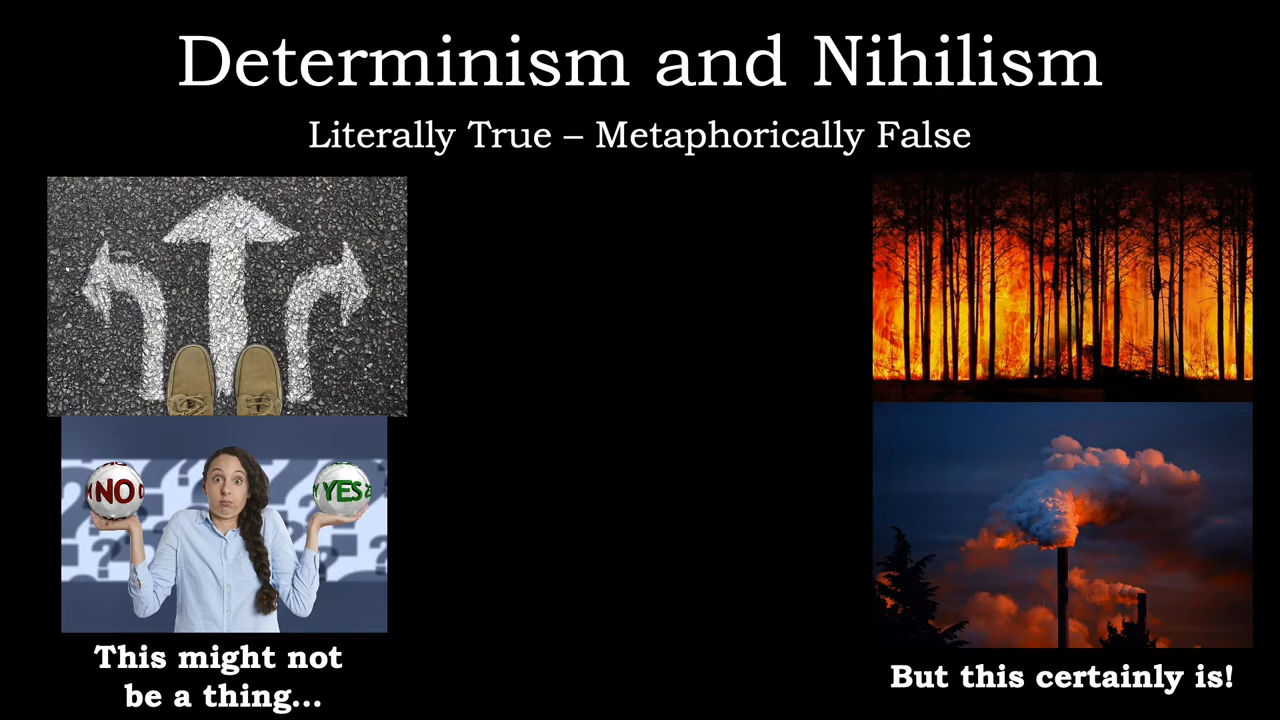 Determinism and Nihilism
Literally True – Metaphorically False
NO
YES
This might not
be a thing...
But this certainly is!